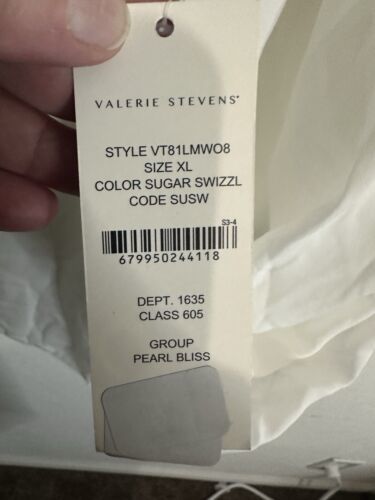 VALERIE STEVENS
STYLE VT81LMWO8
SIZE XL
COLOR SUGAR SWIZZL
CODE SUSW
S3-4
679950244118
DEPT. 1635
CLASS 605
GROUP
PEARL BLISS